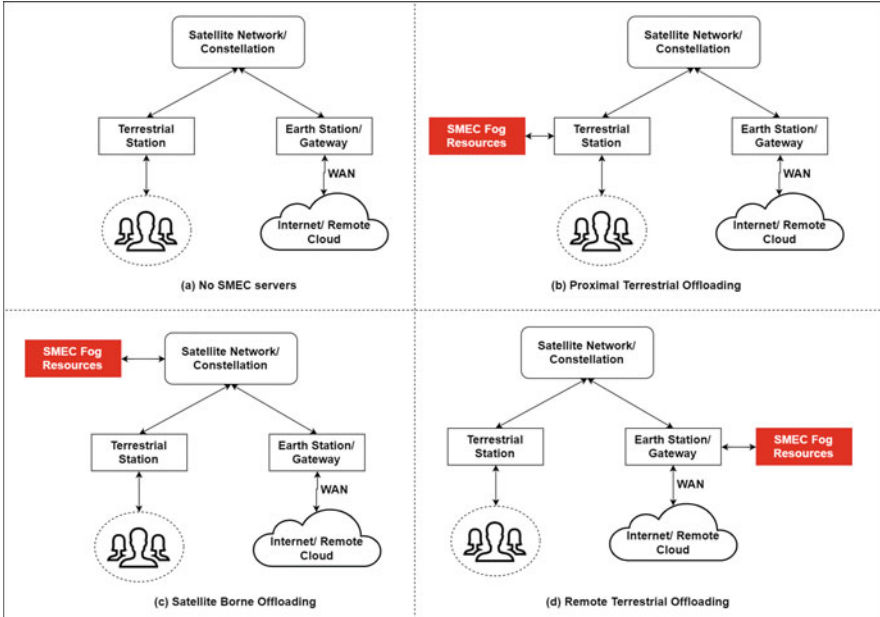 Satellite Network/
Constellation
Terrestrial
Station
Earth Station/
Gateway
WAN
Internet/ Remote
Cloud
(a) No SMEC servers
Satellite Network/
Constellation
SMEC Fog
Resources
Terrestrial
Station
Earth Station/
Gateway
WAN
Internet/ Remote
Cloud
(b) Proximal Terrestrial Offloading
SMEC Fog
Resources
Satellite Network/
Constellation
Terrestrial
Station
Earth Station/
Gateway
WAN
Internet/ Remote
Cloud
(c) Satellite Borne Offloading
Satellite Network/
Constellation
Terrestrial
Station
Earth Station/
Gateway
SMEC Fog
Resources
WAN
Internet/ Remote
Cloud
(d) Remote Terrestrial Offloading